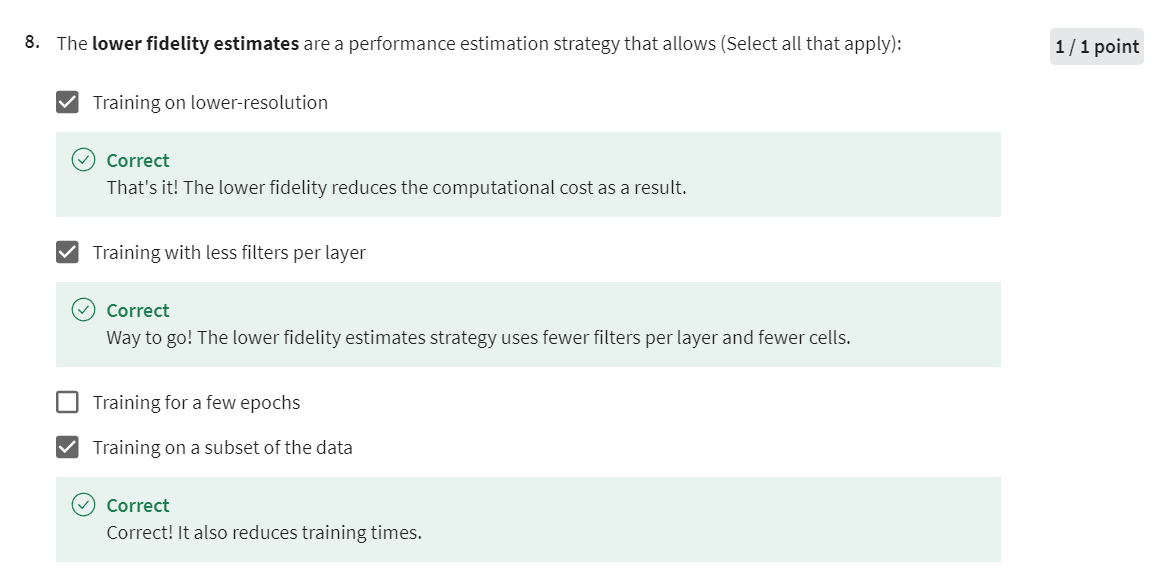 8. The lower fidelity estimates are a performance estimation strategy that allows (Select all that apply):
1 / 1 point
Training on lower-resolution
Correct
That's it! The lower fidelity reduces the computational cost as a result.
Training with less filters per layer
Correct
Way to go! The lower fidelity estimates strategy uses fewer filters per layer and fewer cells.
Training for a few epochs
Training on a subset of the data
Correct
Correct! It also reduces training times.